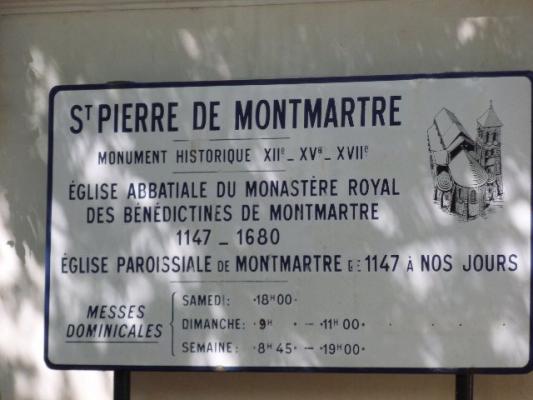 ST PIERRE DE MONTMARTRE
MONUMENT HISTORIQUE XIIe - XVe - XVIIe
ÉGLISE ABBATIALE DU MONASTÈRE ROYAL
DES BÉNÉDICTINES DE MONTMARTRE
1147 - 1680
ÉGLISE PAROISSIALE DE MONTMARTRE DE 1147 À NOS JOURS
MESSES DOMINICALES
SAMEDI: ·18H00·
DIMANCHE: ·9H · - ·11H00·
SEMAINE: ·8H45· - ·19H00·